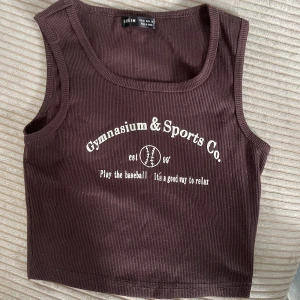 Gymnasium & Sports Co.
est
Play the baseball It's a good way to relax